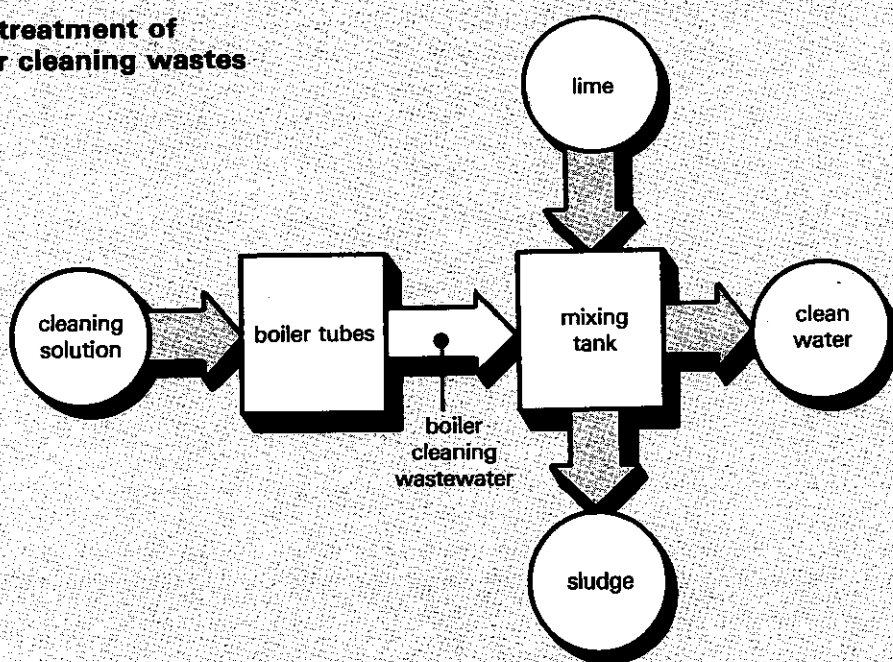 treatment of
r cleaning wastes
lime
cleaning
solution
boiler tubes
mixing
tank
clean
water
boiler
cleaning
wastewater
sludge